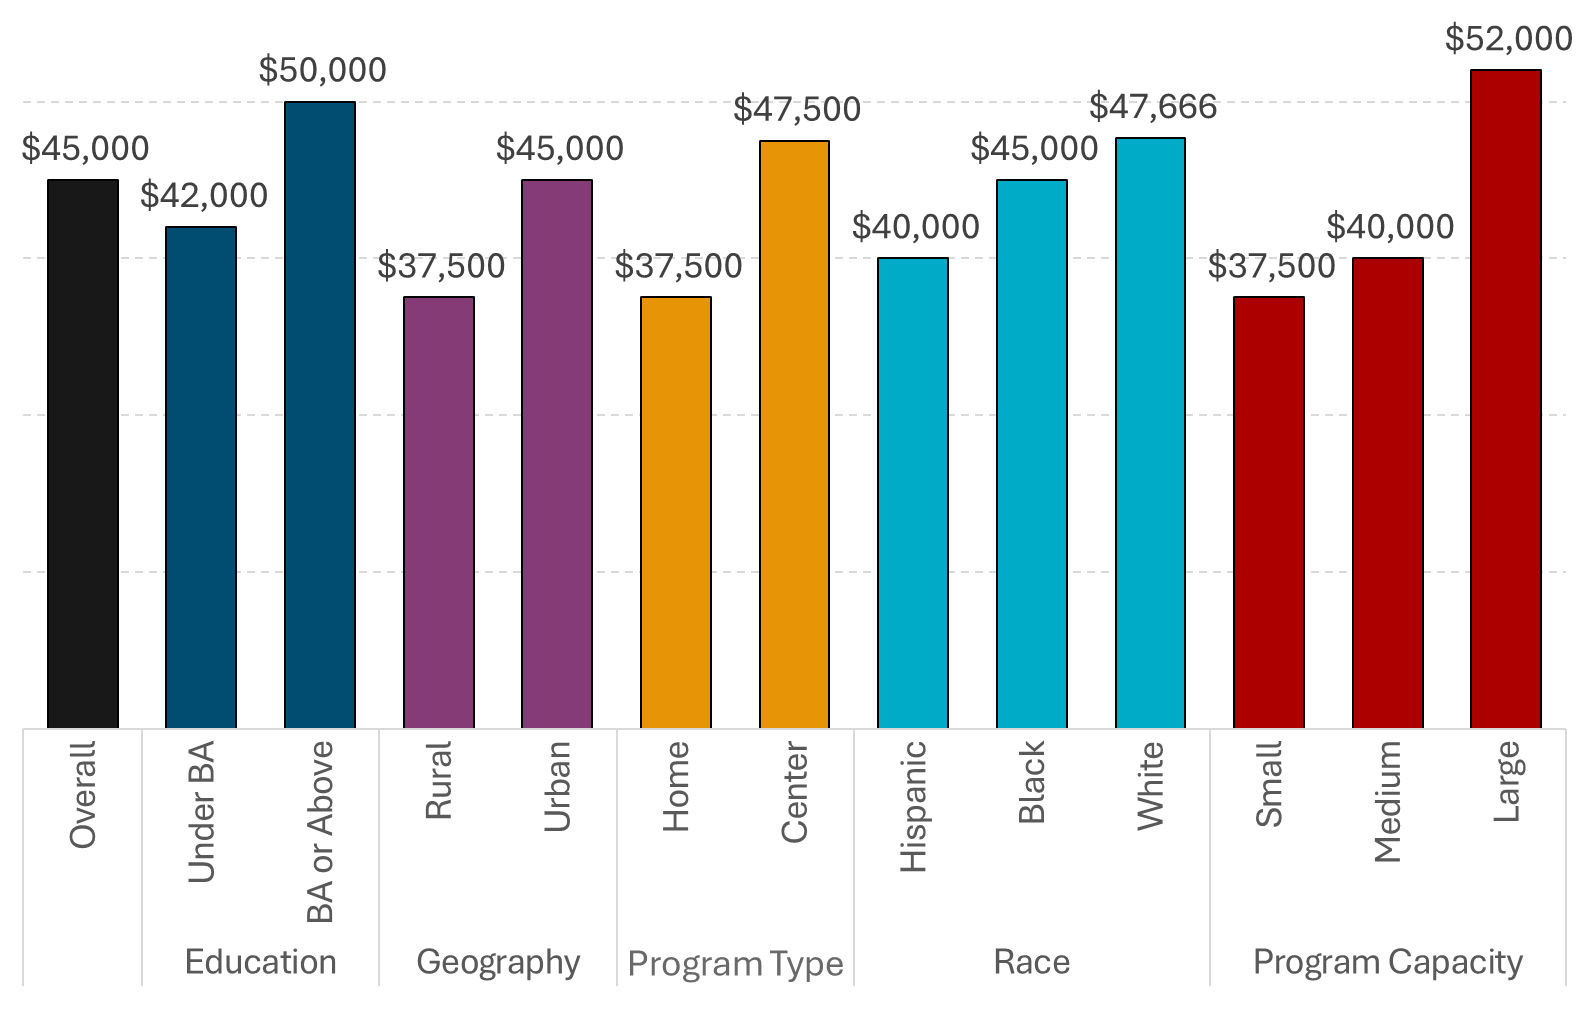 $45,000
$42,000
$50,000
$37,500
$45,000
$37,500
$47,500
$40,000
$45,000
$47,666
$37,500
$40,000
$52,000
Overall
Under BA
BA or Above
Rural
Urban
Home
Center
Hispanic
Black
White
Small
Medium
Large
Education
Geography
Program Type
Race
Program Capacity